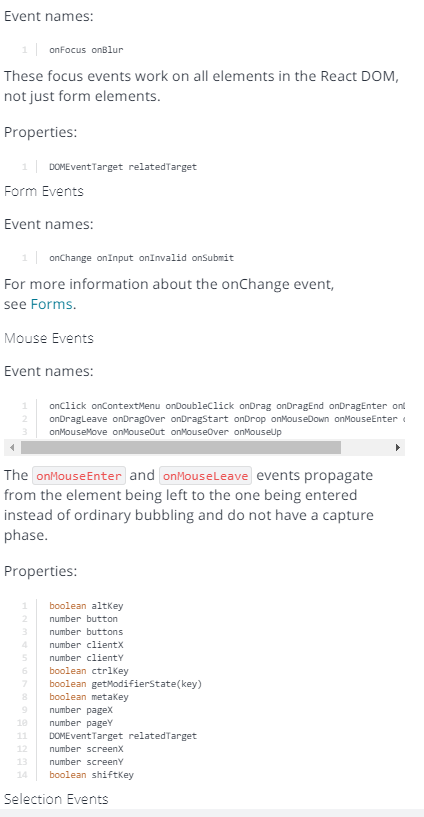 Event names:
1 onFocus onBlur
These focus events work on all elements in the React DOM,
not just form elements.
Properties:
1 DOMEventTarget relatedTarget
Form Events
Event names:
1 onChange onInput onInvalid onSubmit
For more information about the onChange event,
see Forms.
Mouse Events
Event names:
1 onClick onContextMenu onDoubleClick onDrag onDragEnd onDragEnter
2 onDragLeave onDragOver onDragStart onDrop onMouseDown onMouseEnter
3 onMouseMove onMouseOut onMouseOver onMouseUp
The onMouseEnter and onMouseLeave events propagate
from the element being left to the one being entered
instead of ordinary bubbling and do not have a capture
phase.
Properties:
1 boolean altKey
2 number button
3 number buttons
4 number clientX
5 number clientY
6 boolean ctrlKey
7 boolean getModifierState(key)
8 boolean metaKey
9 number pageX
10 number pageY
11 DOMEventTarget relatedTarget
12 number screenX
13 number screenY
14 boolean shiftKey
Selection Events